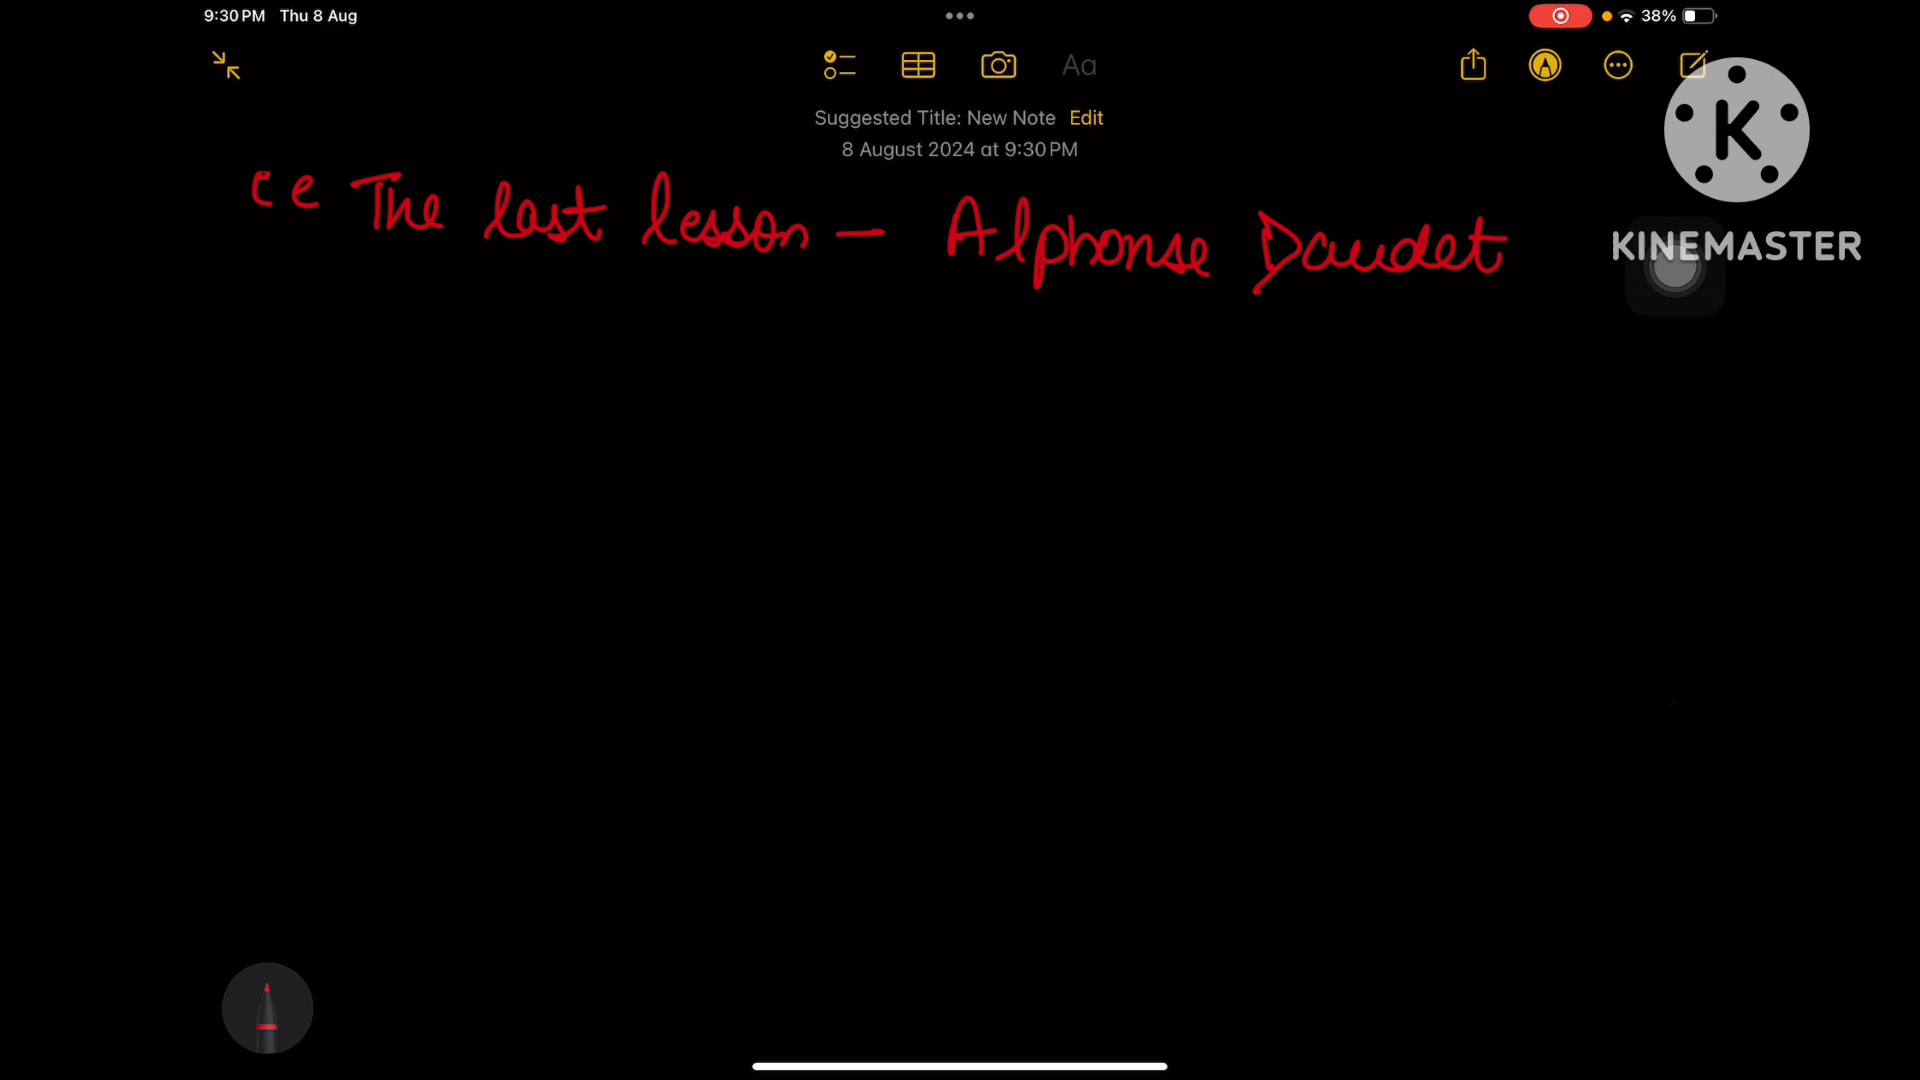 9:30 PM Thu 8 Aug
38%
Aa
Suggested Title: New Note Edit
8 August 2024 at 9:30 PM
K
KINEMASTER
“ The last lesson — Alphonse Daudet